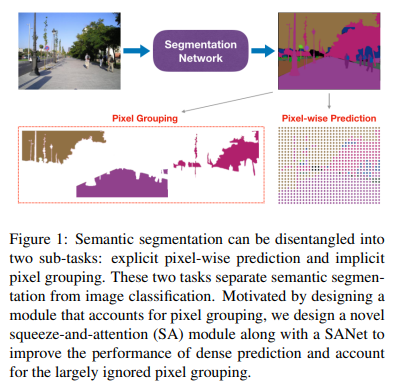 Segmentation
Network
Pixel Grouping
Pixel-wise Prediction
Figure 1: Semantic segmentation can be disentangled into
two sub-tasks: explicit pixel-wise prediction and implicit
pixel grouping. These two tasks separate semantic segmen-
tation from image classification. Motivated by designing a
module that accounts for pixel grouping, we design a novel
squeeze-and-attention (SA) module along with a SANet to
improve the performance of dense prediction and account
for the largely ignored pixel grouping.